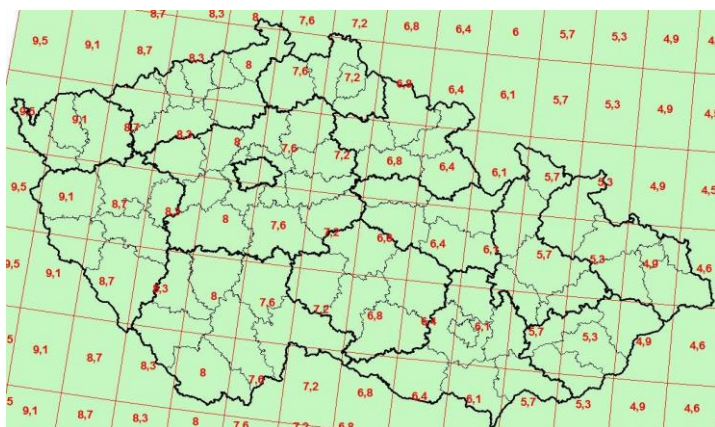 8,7 8,3 8 7,6 7,2 6,8 6,4 6 5,7 5,3 4,9
9,5 9,1 8,7 8,3 8 7,6 7,2 6,8 6,4 6,1 5,7 5,3 4,9
9,5 9,1 8,7 8,3 8 7,6 7,2 6,8 6,4 6,1 5,7 5,3 4,9 4,5
9,5 9,1 8,7 8,3 8 7,6 7,2 6,8 6,4 6,1 5,7 5,3 4,9 4,6
9,5 9,1 8,7 8,3 8 7,6 7,2 6,8 6,4 6,1 5,7 5,3 4,9 4,6
9,1 8,7 8,3 8 7,6 7,2 6,8 6,4 6,1 5,7 5,3 4,9 4,6
9,1 8,7 8,3 8 7,6 7,2 6,8